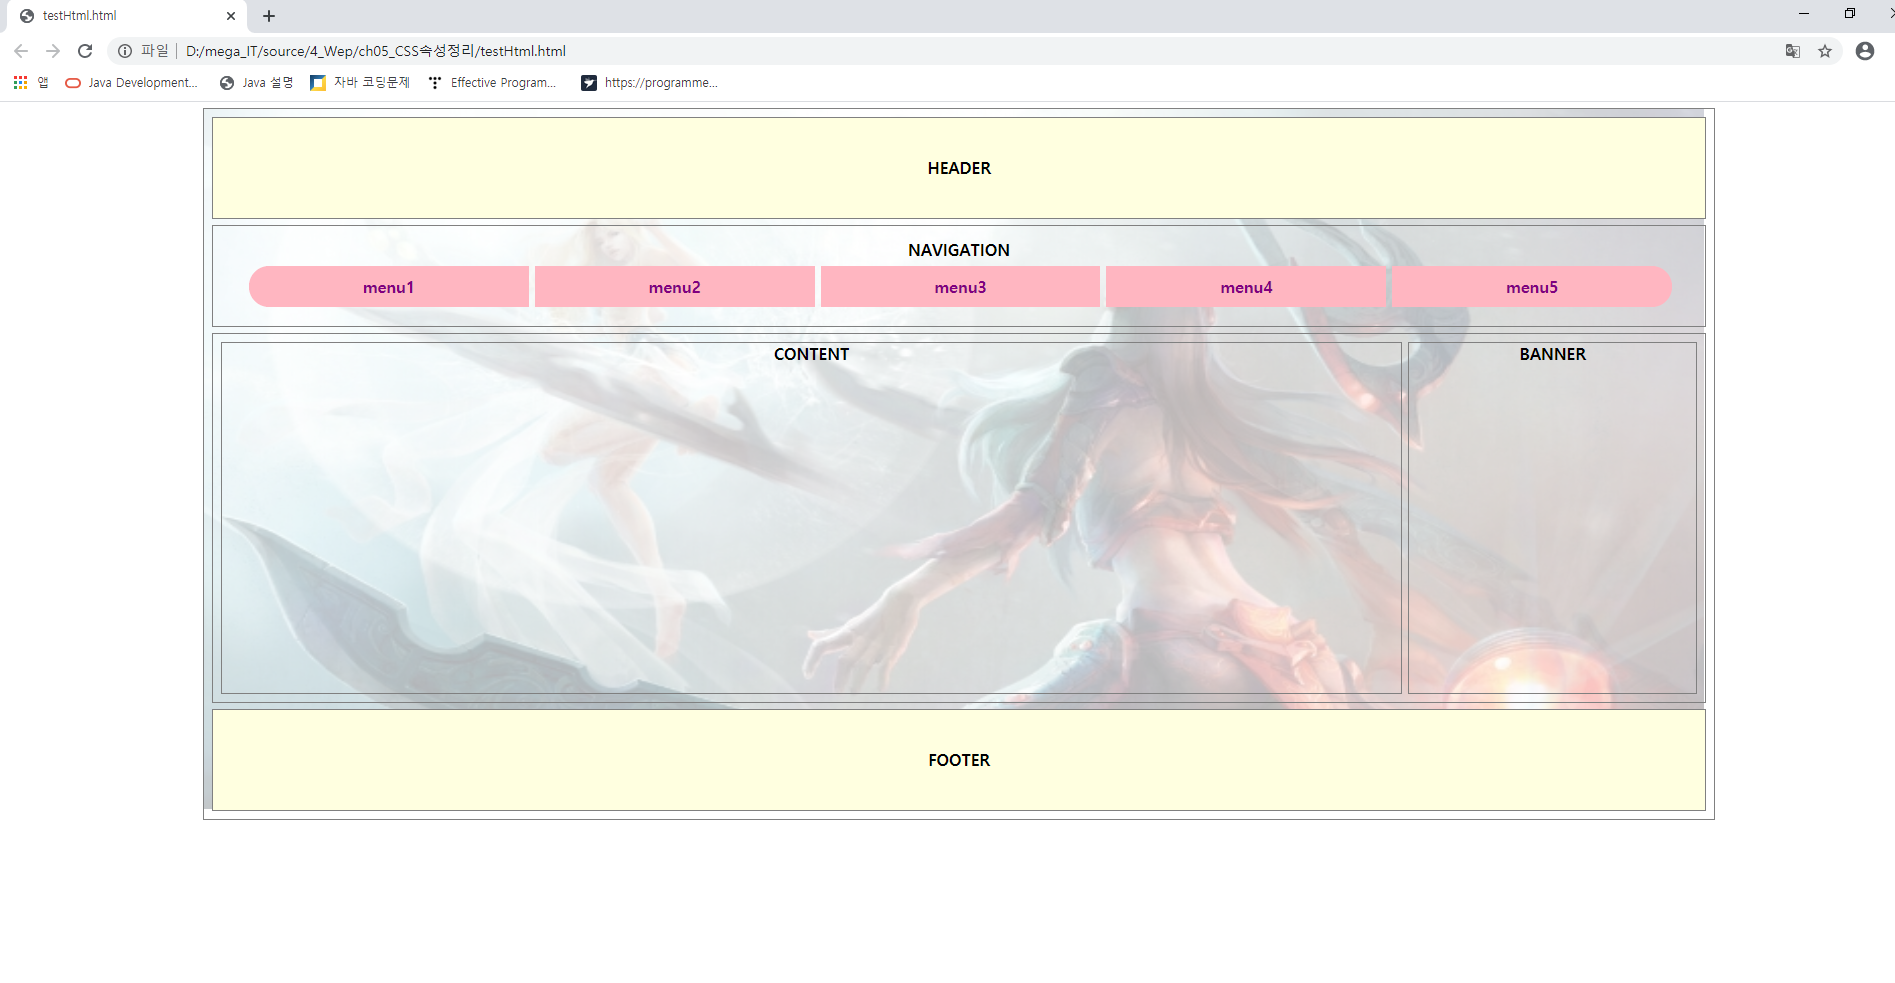 testHtml.html
파일 D:/mega_IT/source/4_Wep/ch05_CSS속성정리/testHtml.html
앱 Java Development... Java 설명 자바 코딩문제 Effective Program... https://programme...
HEADER
NAVIGATION
menu1 menu2 menu3 menu4 menu5
CONTENT BANNER
FOOTER